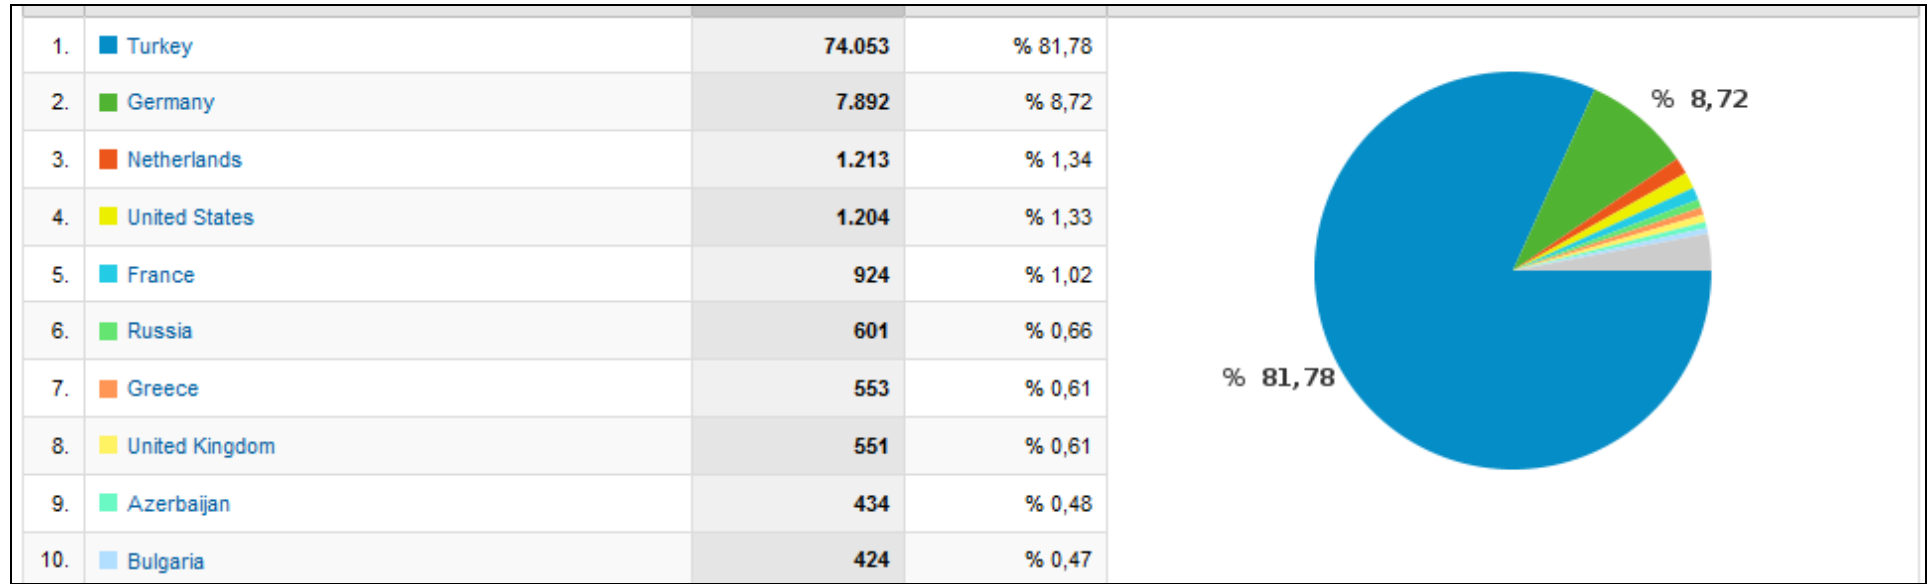 1. Turkey 74.053 % 81,78
2. Germany 7.892 % 8,72
3. Netherlands 1.213 % 1,34
4. United States 1.204 % 1,33
5. France 924 % 1,02
6. Russia 601 % 0,66
7. Greece 553 % 0,61
8. United Kingdom 551 % 0,61
9. Azerbaijan 434 % 0,48
10. Bulgaria 424 % 0,47
% 8,72
% 81,78